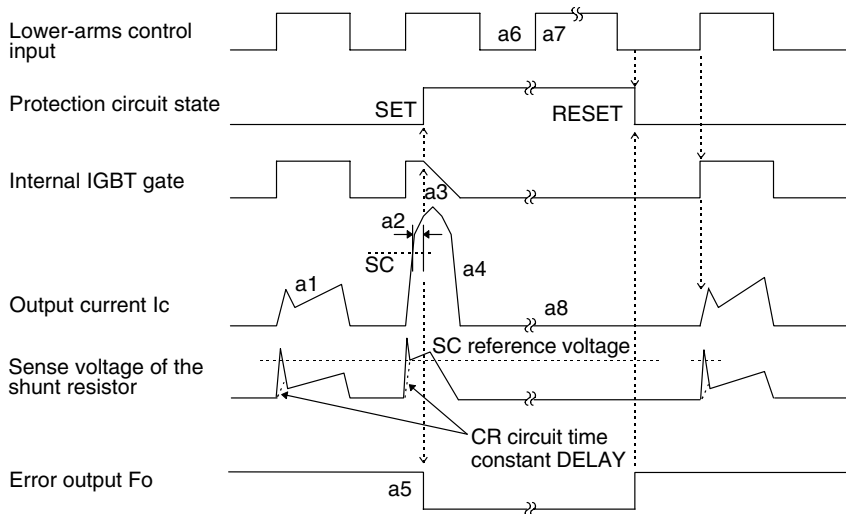 Lower-arms control
input
a6
a7
Protection circuit state
SET
RESET
Internal IGBT gate
a3
a2
SC
a4
a1
Output current Ic
a8
SC reference voltage
Sense voltage of the
shunt resistor
CR circuit time
constant DELAY
Error output Fo
a5